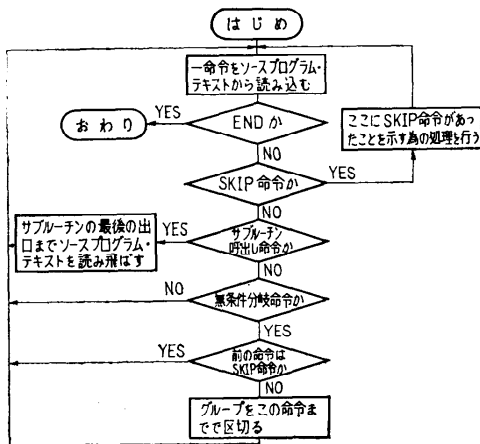 はじめ
一命令をソースプログラム・
テキストから読み込む
ENDか
YES
おわり
NO
ここにSKIP命令があっ
たことを示す為の処理を行う
SKIP命令か
YES
NO
サブルーチン
呼出し命令か
YES
サブルーチンの最後の出
口までソースプログラム・
テキストを読み飛ばす
NO
無条件分岐命令か
NO
YES
前の命令は
SKIP命令か
YES
NO
グループをこの命令ま
でで区切る